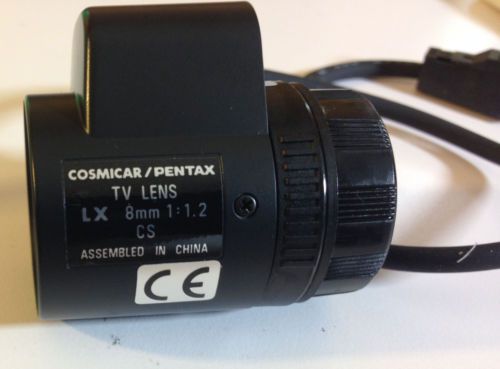 COSMICAR/PENTAX
TV LENS
LX 8mm 1:1.2
CS
ASSEMBLED IN CHINA
CE